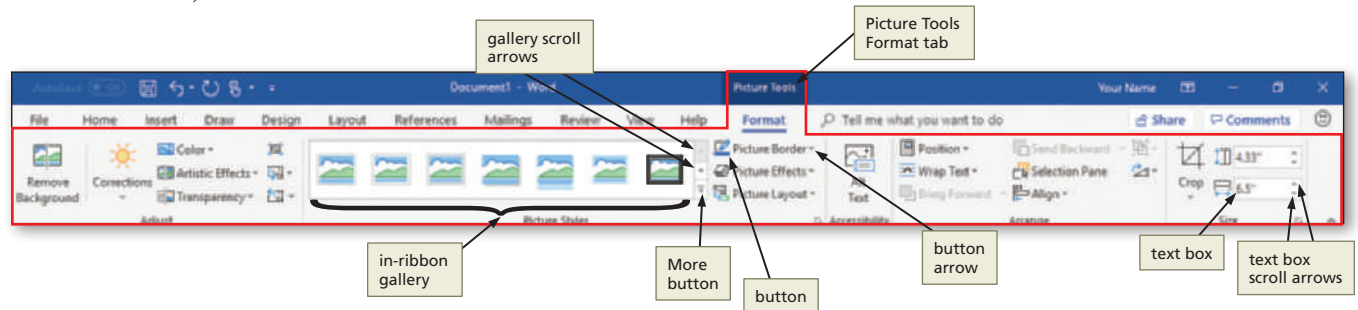 gallery scroll
arrows
Picture Tools
Format tab
AutoSave Off
Document1 - Word
Picture Tools
Your Name
File Home Insert Draw Design Layout References Mailings Review View Help Format Tell me what you want to do Share Comments
Remove
Background
Corrections
Color
Artistic Effects
Transparency
Adjust
Picture Styles
Picture Border
Picture Effects
Picture Layout
Alt
Text
Accessibility
Position
Wrap Text
Bring Forward
Send Backward
Selection Pane
Align
Arrange
Crop
4.33"
6.5"
Size
in-ribbon
gallery
More
button
button
button
arrow
text box
text box
scroll arrows